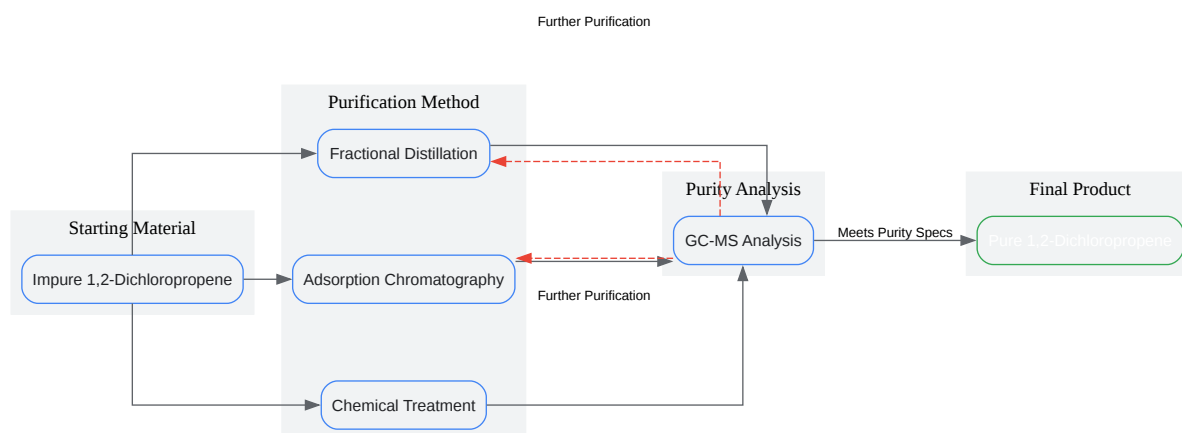 Further Purification
Purification Method
Fractional Distillation
Purity Analysis
Final Product
Starting Material
GC-MS Analysis
Meets Purity Specs
Pure 1,2-Dichloropropene
Impure 1,2-Dichloropropene
Adsorption Chromatography
Further Purification
Chemical Treatment